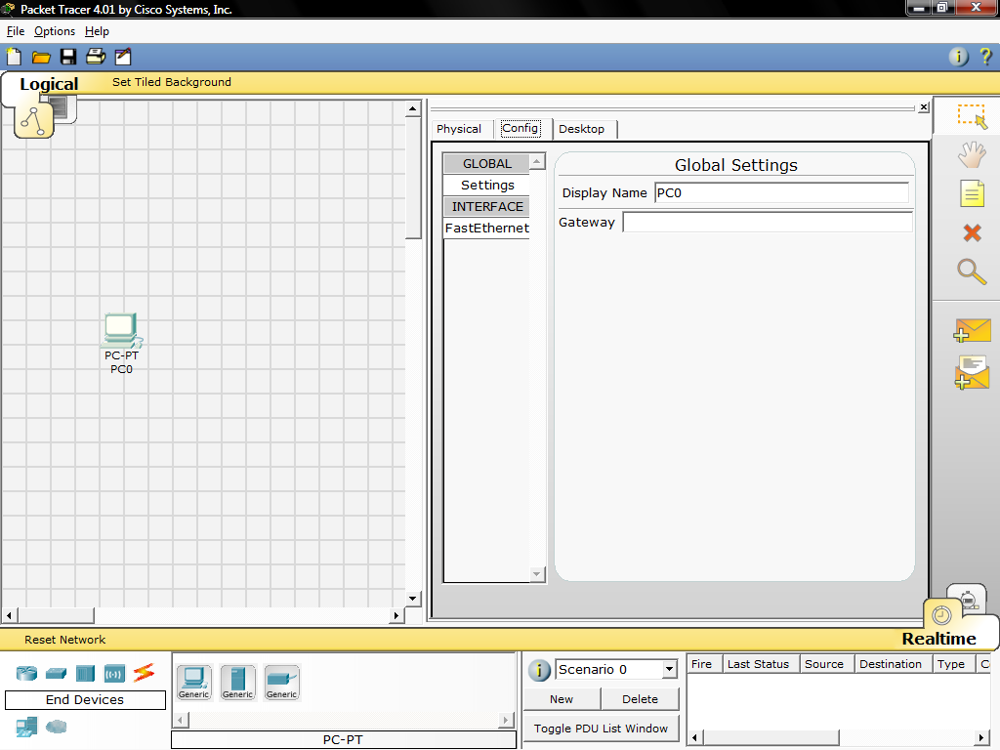 Packet Tracer 4.01 by Cisco Systems, Inc.
File Options Help
Logical Set Tiled Background
Physical Config Desktop
GLOBAL
Settings
INTERFACE
FastEthernet
Global Settings
Display Name PC0
Gateway
PC-PT
PC0
Reset Network
Realtime
End Devices
Generic Generic Generic
PC-PT
Scenario 0
New Delete
Toggle PDU List Window
Fire Last Status Source Destination Type C